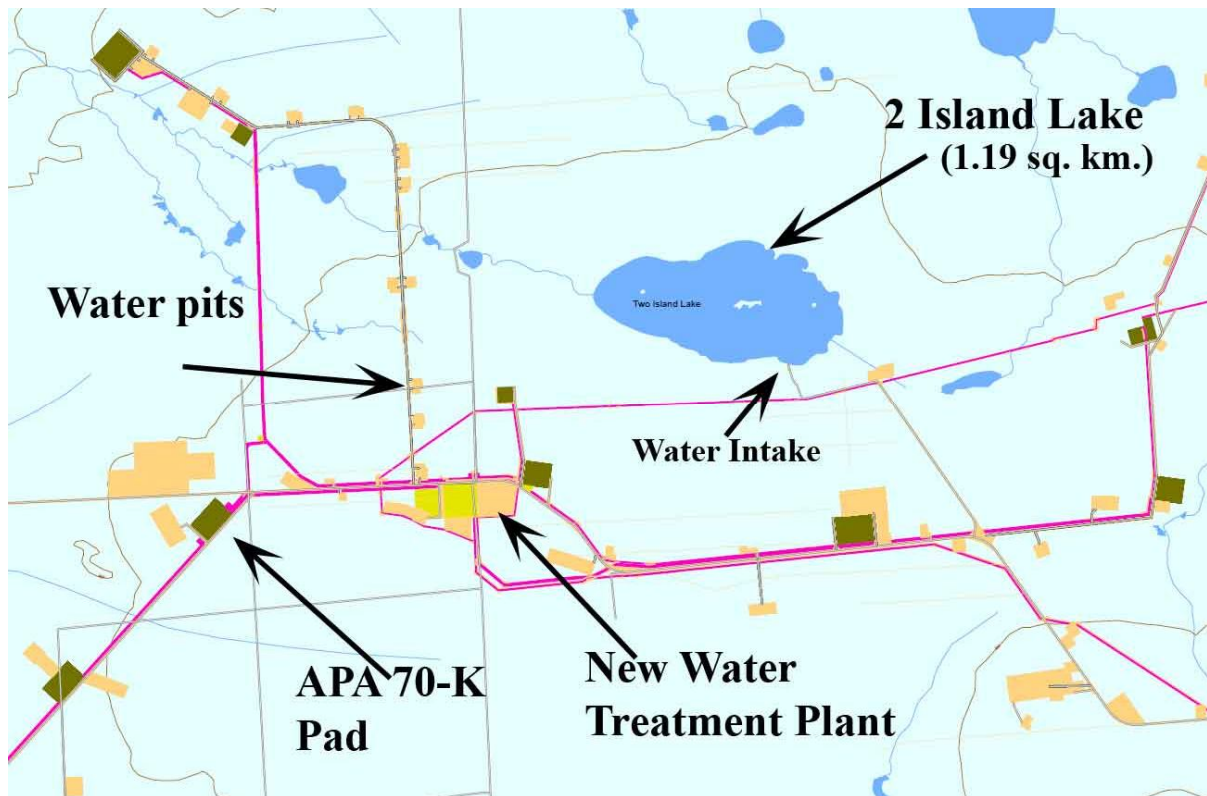 2 Island Lake
(1.19 sq. km.)
Water pits
Two Island Lake
Water Intake
APA 70-K
Pad
New Water
Treatment Plant